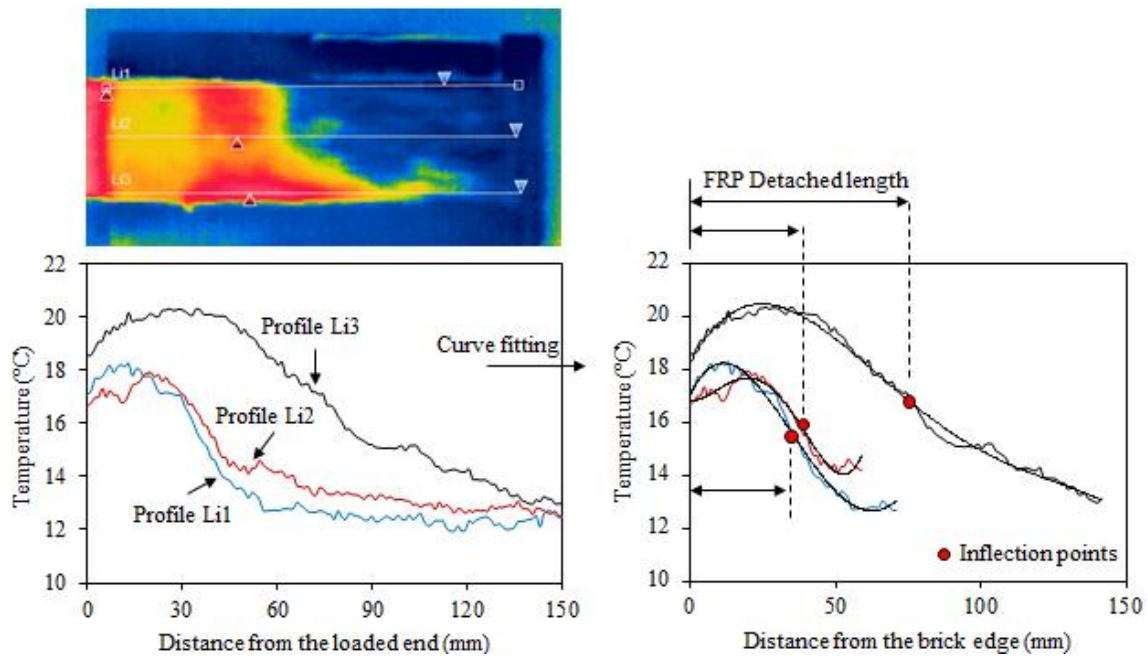 Li1
Li2
Li3
22
20
18
16
14
12
10
Temperature (°C)
Profile Li3
Profile Li2
Profile Li1
0
30
60
90
120
150
Distance from the loaded end (mm)
Curve fitting
FRP Detached length
22
20
18
16
14
12
10
Temperature (°C)
Inflection points
0
50
100
150
Distance from the brick edge (mm)